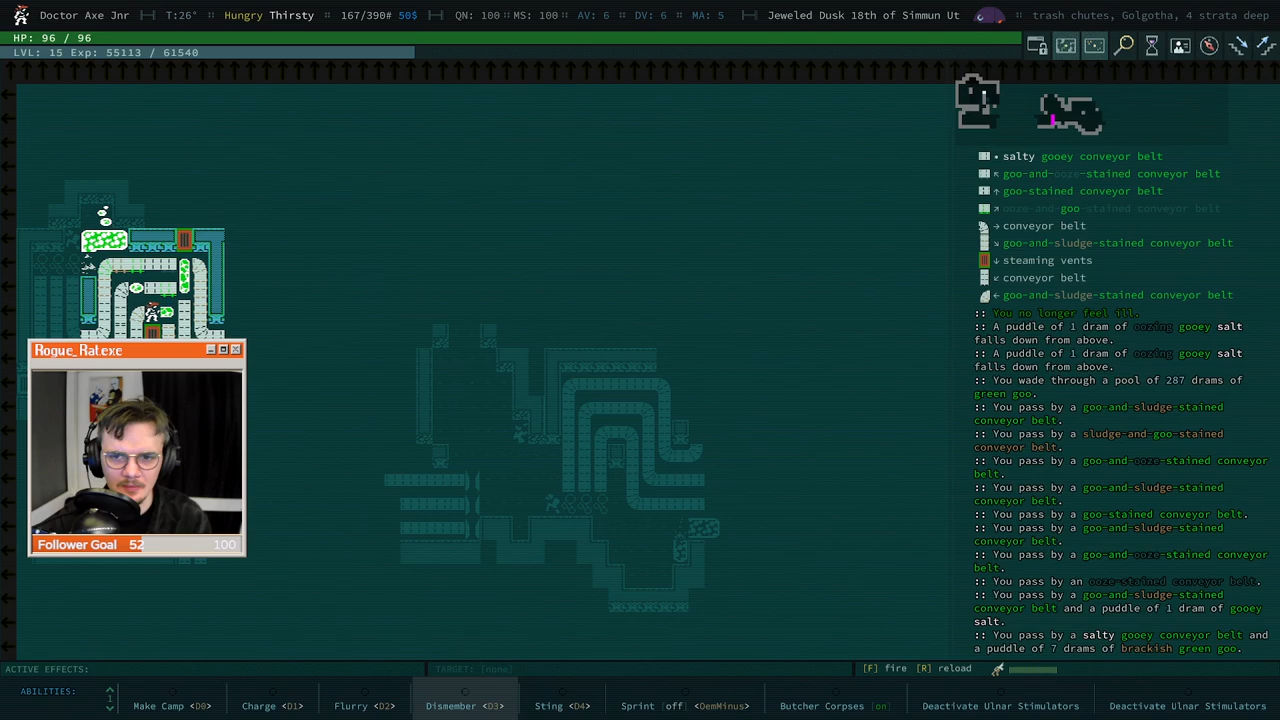 Doctor Axe Jnr T:26° :: Hungry Thirsty :: 167/390# 50$ QN: 100 :: MS: 100 :: AV: 6 :: DV: 6 :: MA: 5 Jeweled Dusk 18th of Simmun Ut :: trash chutes, Golgotha, 4 strata deep
HP: 96 / 96
LVL: 15 Exp: 55113 / 61540
salty gooey conveyor belt
goo-and-ooze-stained conveyor belt
goo-stained conveyor belt
ooze-and-goo-stained conveyor belt
conveyor belt
goo-and-sludge-stained conveyor belt
steaming vents
conveyor belt
goo-and-sludge-stained conveyor belt
:: You no longer feel ill.
:: A puddle of 1 dram of oozing gooey salt
falls down from above.
:: A puddle of 1 dram of oozing gooey salt
falls down from above.
:: You wade through a pool of 287 drams of
green goo.
:: You pass by a goo-and-sludge-stained
conveyor belt.
:: You pass by a sludge-and-goo-stained
conveyor belt.
:: You pass by a goo-and-ooze-stained conveyor
belt.
:: You pass by a goo-and-sludge-stained
conveyor belt.
:: You pass by a goo-stained conveyor belt.
:: You pass by a goo-and-sludge-stained
conveyor belt.
:: You pass by a goo-and-ooze-stained conveyor
belt.
:: You pass by an ooze-stained conveyor belt.
:: You pass by a goo-and-sludge-stained
conveyor belt and a puddle of 1 dram of gooey
salt.
:: You pass by a salty gooey conveyor belt and
a puddle of 7 drams of brackish green goo.
Rogue_Rat.exe
Follower Goal 52 100
ACTIVE EFFECTS: TARGET: [none] [F] fire [R] reload
ABILITIES: 1 Make Camp <D0> Charge <D1> Flurry <D2> Dismember <D3> Sting <D4> Sprint [off] <OemMinus> Butcher Corpses [on] Deactivate Ulnar Stimulators Deactivate Ulnar Stimulators